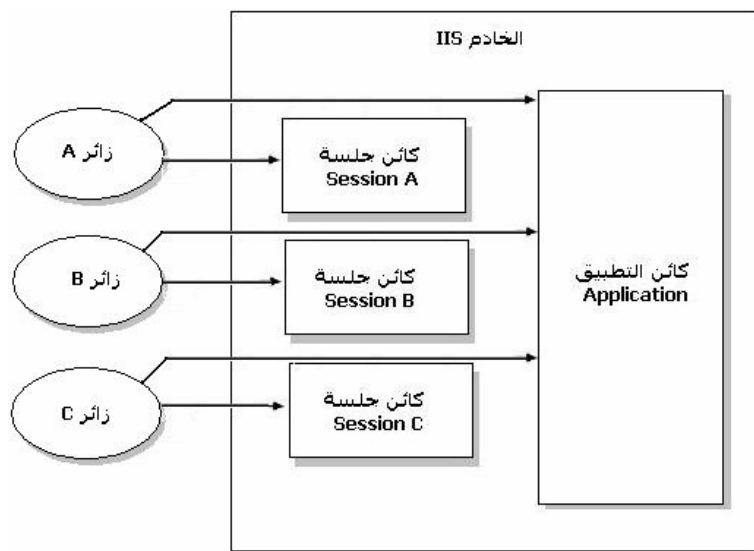 الخادم IIS
زائر A
كائن جلسة
Session A
زائر B
كائن جلسة
Session B
كائن التطبيق
Application
زائر C
كائن جلسة
Session C